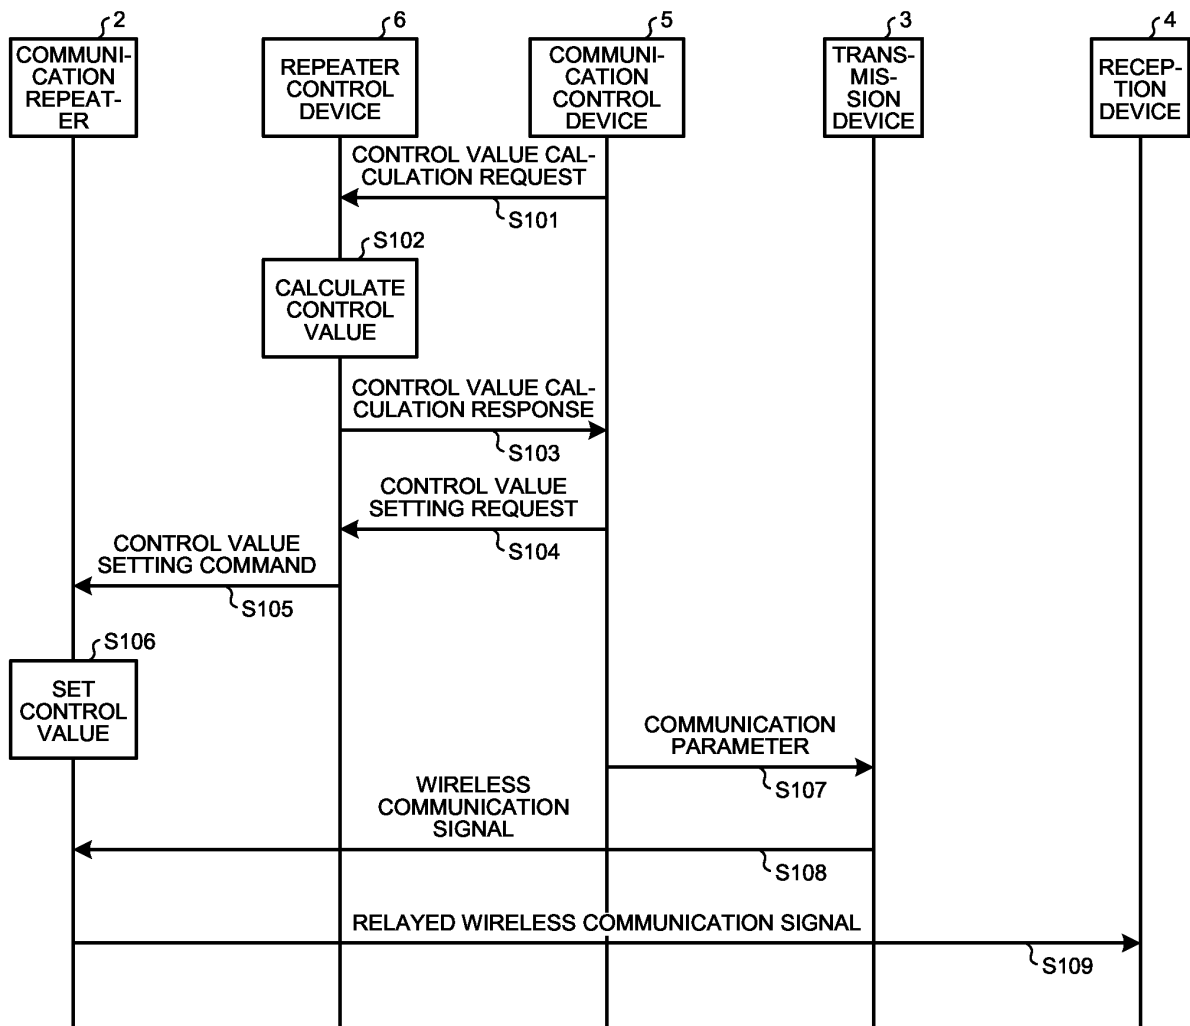 2
6
5
3
4
COMMUNI-
CATION
REPEAT-
ER
REPEATER
CONTROL
DEVICE
COMMUNI-
CATION
CONTROL
DEVICE
TRANS-
MIS-
SION
DEVICE
RECEP-
TION
DEVICE
CONTROL VALUE CAL-
CULATION REQUEST
S101
S102
CALCULATE
CONTROL
VALUE
CONTROL VALUE CAL-
CULATION RESPONSE
S103
CONTROL VALUE
SETTING REQUEST
S104
CONTROL VALUE
SETTING COMMAND
S105
S106
SET
CONTROL
VALUE
COMMUNICATION
PARAMETER
S107
WIRELESS
COMMUNICATION
SIGNAL
S108
RELAYED WIRELESS COMMUNICATION SIGNAL
S109